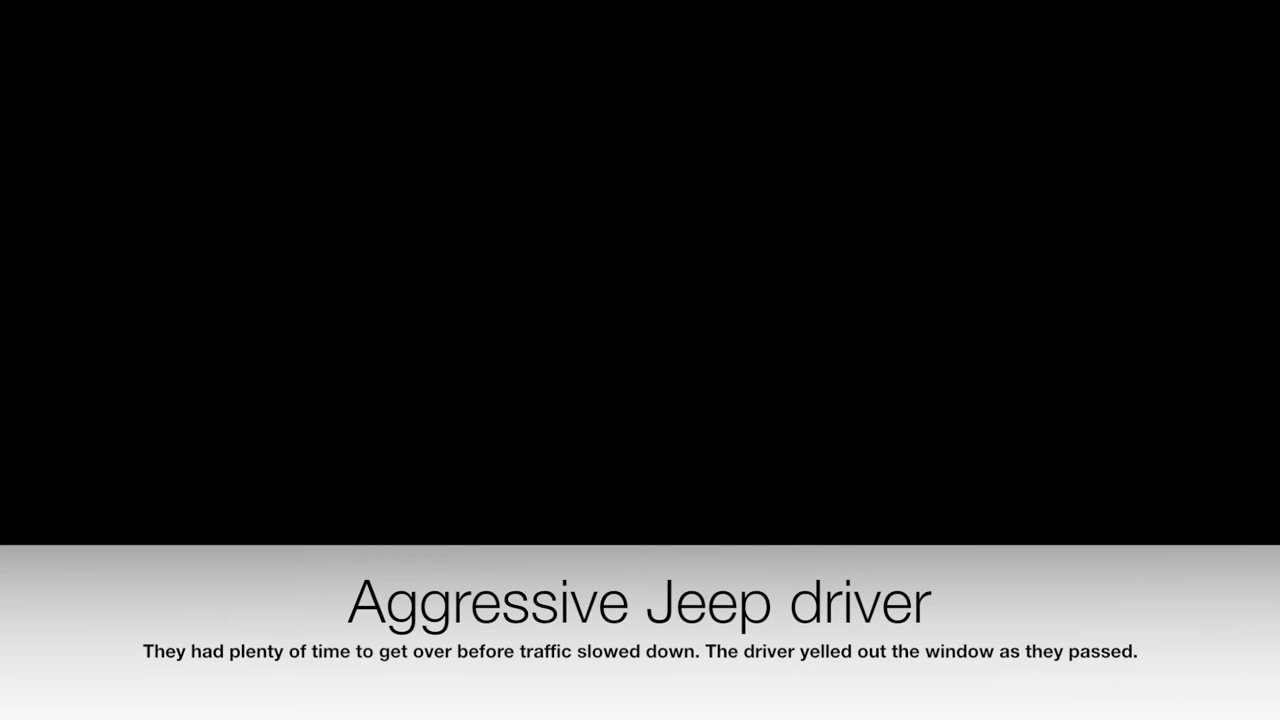 Aggressive Jeep driver
They had plenty of time to get over before traffic slowed down. The driver yelled out the window as they passed.